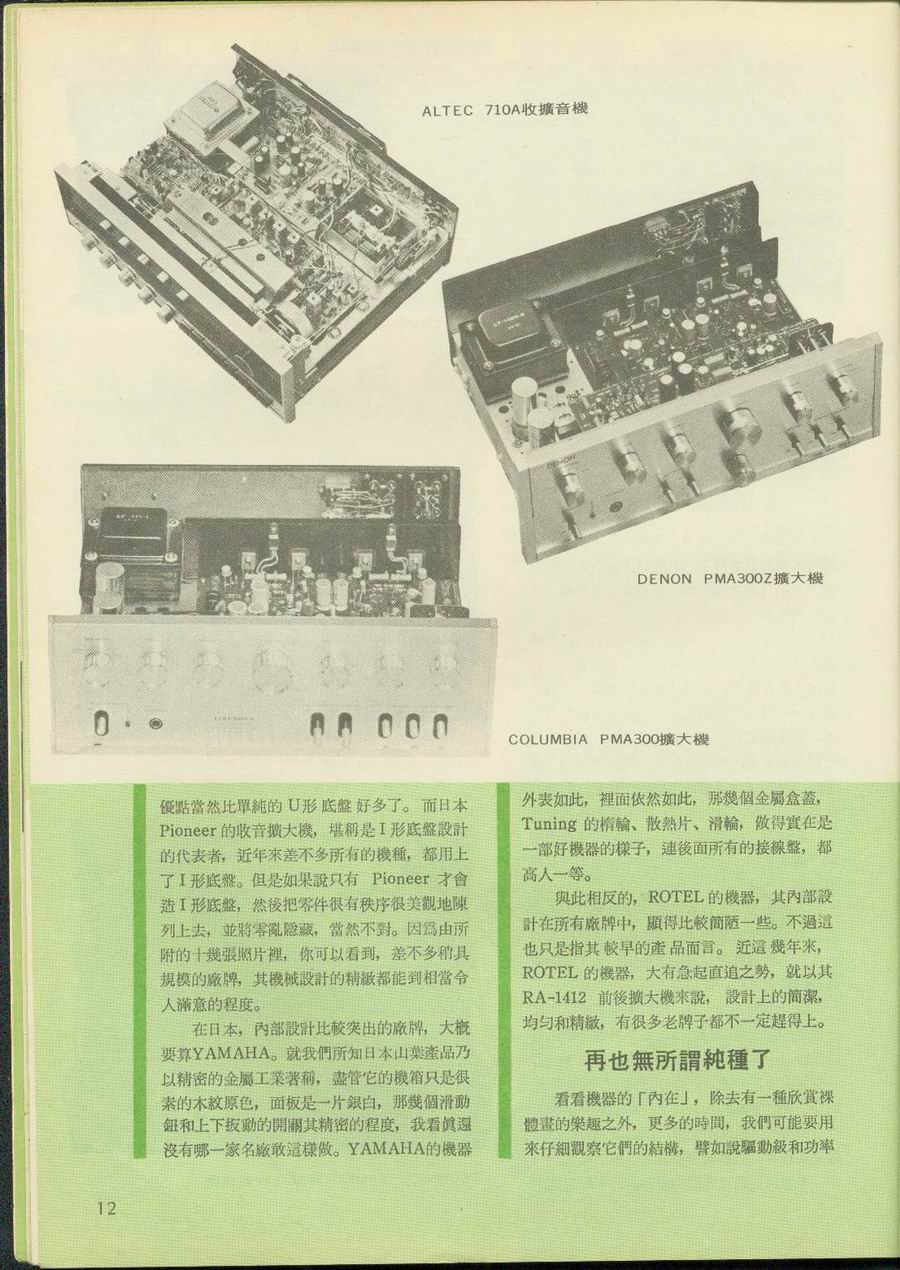 ALTEC 710A收擴音機
DENON
DENON PMA300Z擴大機
COLUMBIA PMA300擴大機
優點當然比單純的U形底盤好多了。而日本
Pioneer的收音擴大機，堪稱是I形底盤設計
的代表者，近年來差不多所有的機種，都用上
了I形底盤。但是如果說只有 Pioneer 才會
造I形底盤，然後把零件很有秩序很美觀地陳
列上去，並將零亂隱藏，當然不對。因爲由所
附的十幾張照片裡，你可以看到，差不多稍具
規模的廠牌，其機械設計的精緻都能到相當令
人滿意的程度。
在日本，內部設計比較突出的廠牌，大概
要算YAMAHA。就我們所知日本山葉產品乃
以精密的金屬工業著稱，盡管它的機箱只是很
素的木紋原色，面板是一片銀白，那幾個滑動
鈕和上下扳動的開關其精密的程度，我看眞還
沒有哪一家名廠敢這樣做。YAMAHA的機器
外表如此，裡面依然如此，那幾個金屬盒蓋，
Tuning 的橢輪、散熱片、滑輪，做得實在是
一部好機器的樣子，連後面所有的接線盤，都
高人一等。
與此相反的，ROTEL的機器，其內部設
計在所有廠牌中，顯得比較簡陋一些。不過這
也只是指其較早的產品而言。近這幾年來，
ROTEL的機器，大有急起直追之勢，就以其
RA-1412 前後擴大機來說，設計上的簡潔，
均勻和精緻，有很多老牌子都不一定趕得上。
再也無所謂純種了
看看機器的「內在」，除去有一種欣賞裸
體畫的樂趣之外，更多的時間，我們可能要用
來仔細觀察它們的結構，譬如說驅動級和功率
12